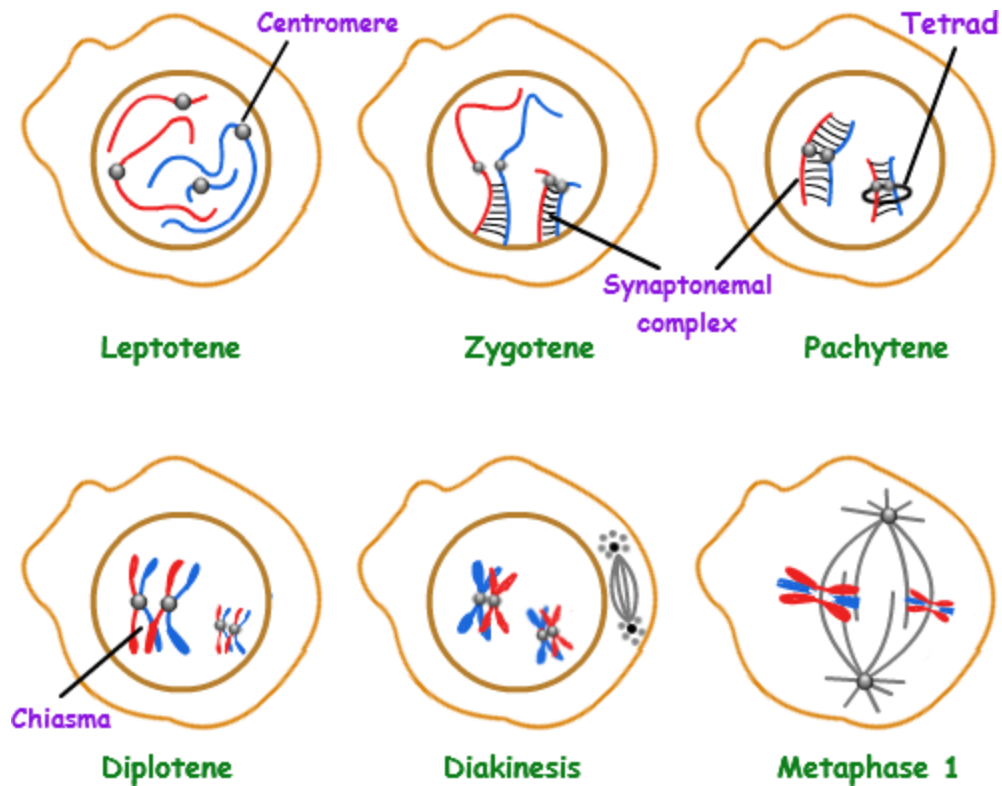 Centromere
Tetrad
Synaptonemal
complex
Leptotene
Zygotene
Pachytene
Chiasma
Diplotene
Diakinesis
Metaphase 1